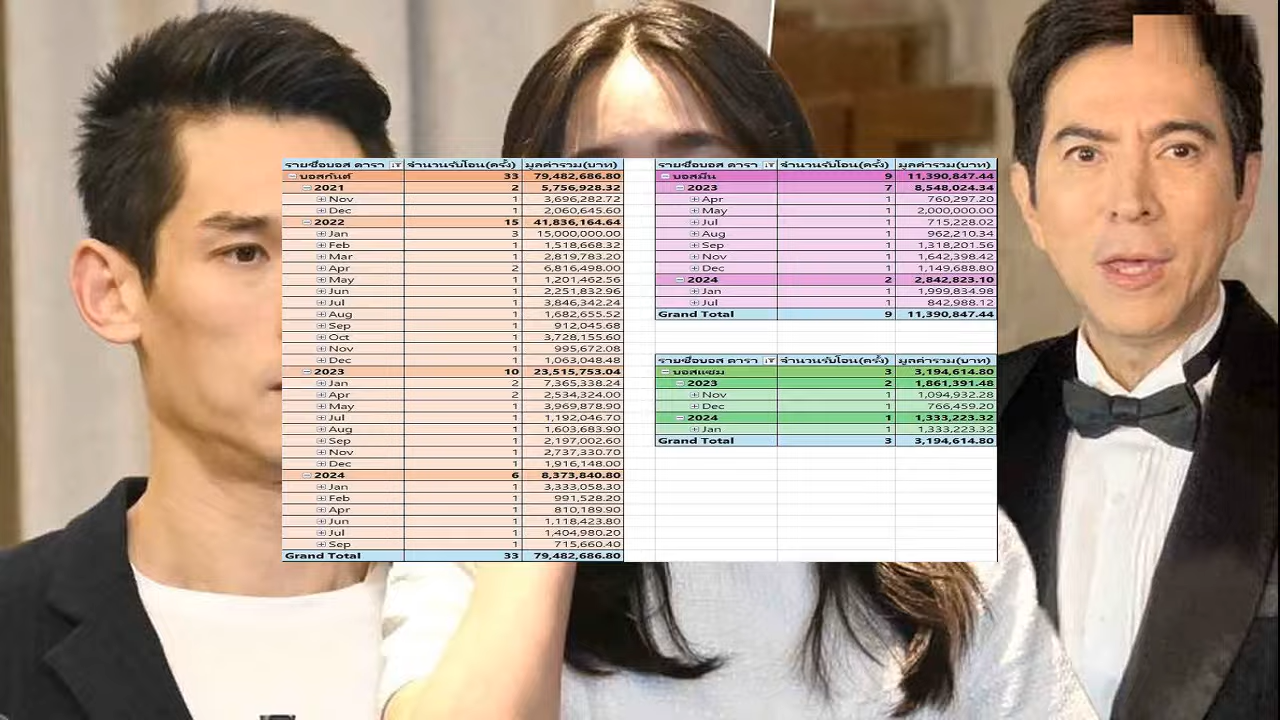 รายชื่อบอส ดารา จำนวนรับโอน(ครั้ง) มูลค่ารวม(บาท)
บอสกันต์ 33 79,482,686.80
2021 2 5,756,928.32
Nov 1 3,696,282.72
Dec 1 2,060,645.60
2022 15 41,836,164.64
Jan 3 15,000,000.00
Feb 1 1,518,668.32
Mar 1 2,819,783.20
Apr 2 6,816,498.00
May 1 1,201,462.56
Jun 1 2,251,832.96
Jul 1 3,846,342.24
Aug 1 1,682,655.52
Sep 1 912,045.68
Oct 1 3,728,155.60
Nov 1 995,672.08
Dec 1 1,063,048.48
2023 10 23,515,753.04
Jan 2 7,365,338.24
Apr 2 2,534,324.00
May 1 3,969,878.90
Jul 1 1,192,046.70
Aug 1 1,603,683.90
Sep 1 2,197,002.60
Nov 1 2,737,330.70
Dec 1 1,916,148.00
2024 6 8,373,840.80
Jan 1 3,333,058.30
Feb 1 991,528.20
Apr 1 810,189.90
Jun 1 1,118,423.80
Jul 1 1,404,980.20
Sep 1 715,660.40
Grand Total 33 79,482,686.80
รายชื่อบอส ดารา จำนวนรับโอน(ครั้ง) มูลค่ารวม(บาท)
บอสมีน 9 11,390,847.44
2023 7 8,548,024.34
Apr 1 760,297.20
May 1 2,000,000.00
Jul 1 715,228.02
Aug 1 962,210.34
Sep 1 1,318,201.56
Nov 1 1,642,398.42
Dec 1 1,149,688.80
2024 2 2,842,823.10
Jan 1 1,999,834.98
Jul 1 842,988.12
Grand Total 9 11,390,847.44
รายชื่อบอส ดารา จำนวนรับโอน(ครั้ง) มูลค่ารวม(บาท)
บอสแซม 3 3,194,614.80
2023 2 1,861,391.48
Nov 1 1,094,932.28
Dec 1 766,459.20
2024 1 1,333,223.32
Jan 1 1,333,223.32
Grand Total 3 3,194,614.80